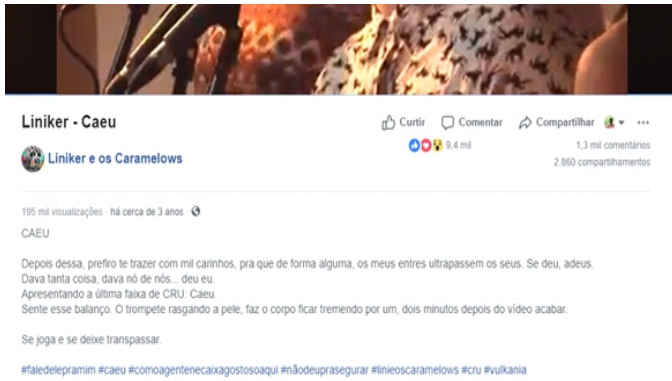 Liniker - Caeu
Curtir Comentar Compartilhar
Liniker e os Caramelows
9,4 mil
1,3 mil comentários
2.860 compartilhamentos
195 mil visualizações · há cerca de 3 anos ·
CAEU
Depois dessa, prefiro te trazer com mil carinhos, pra que de forma alguma, os meus entres ultrapassem os seus. Se deu, adeus.
Dava tanta coisa, dava nó de nós... deu eu.
Apresentando a última faixa de CRU: Caeu.
Sente esse balanço. O trompete rasgando a pele, faz o corpo ficar tremendo por um, dois minutos depois do vídeo acabar.
Se joga e se deixe transpassar.
#faledelepramim #caeu #comoagentenecaixagostosoaqui #nãodeuprasegurar #linieoscaramelows #cru #vulkania